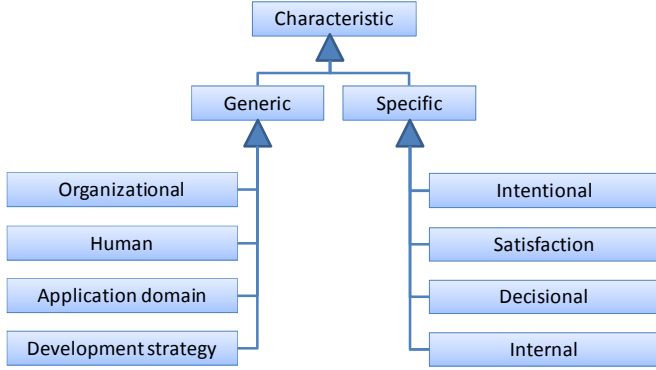 Characteristic
Generic
Specific
Organizational
Human
Application domain
Development strategy
Intentional
Satisfaction
Decisional
Internal